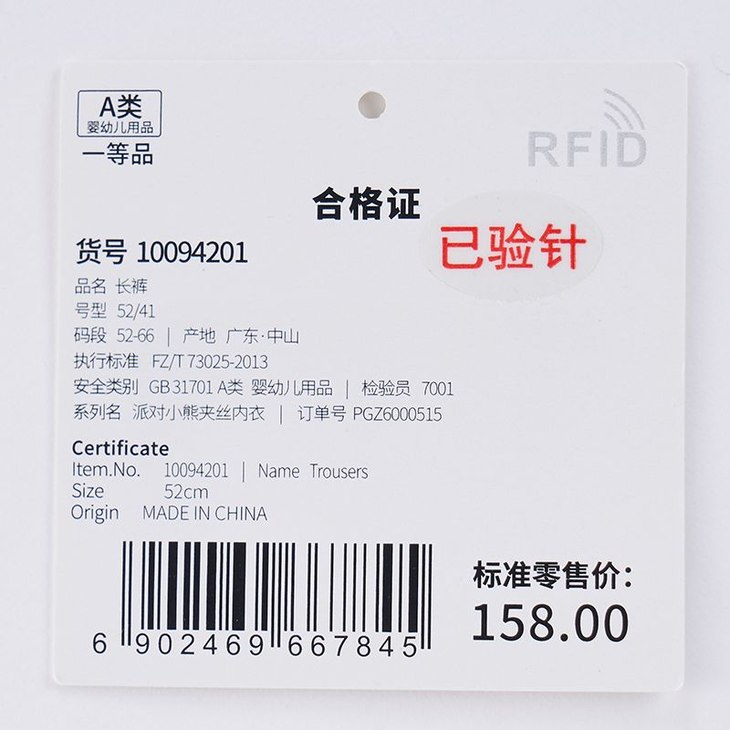 A类
婴幼儿用品
一等品
RFID
合格证
已验针
货号 10094201
品名 长裤
号型 52/41
码段 52-66 | 产地 广东·中山
执行标准 FZ/T 73025-2013
安全类别 GB 31701 A类 婴幼儿用品 | 检验员 7001
系列名 派对小熊夹丝内衣 | 订单号 PGZ6000515
Certificate
Item.No. 10094201 | Name Trousers
Size 52cm
Origin MADE IN CHINA
6 902469 667845
标准零售价：
158.00